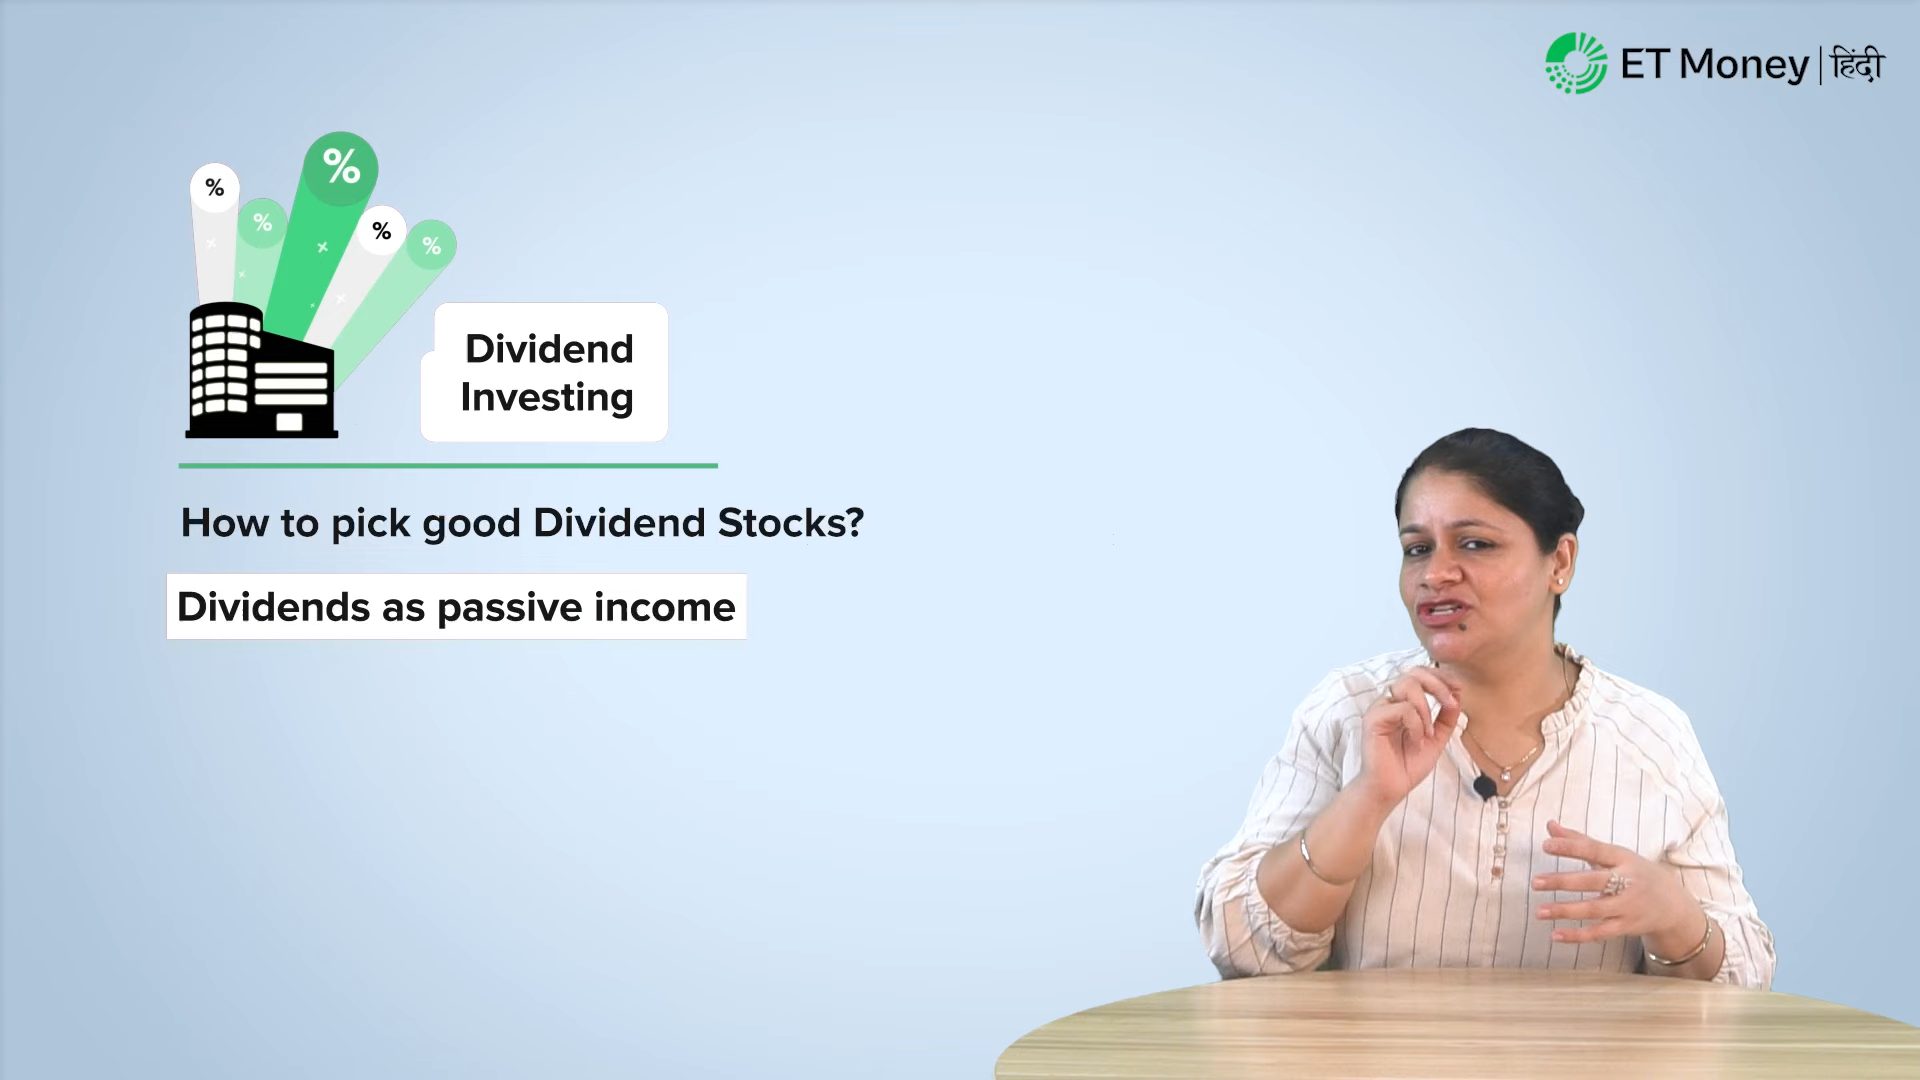 ET Money | हिंदी
%
%
%
%
%
Dividend
Investing
How to pick good Dividend Stocks?
Dividends as passive income